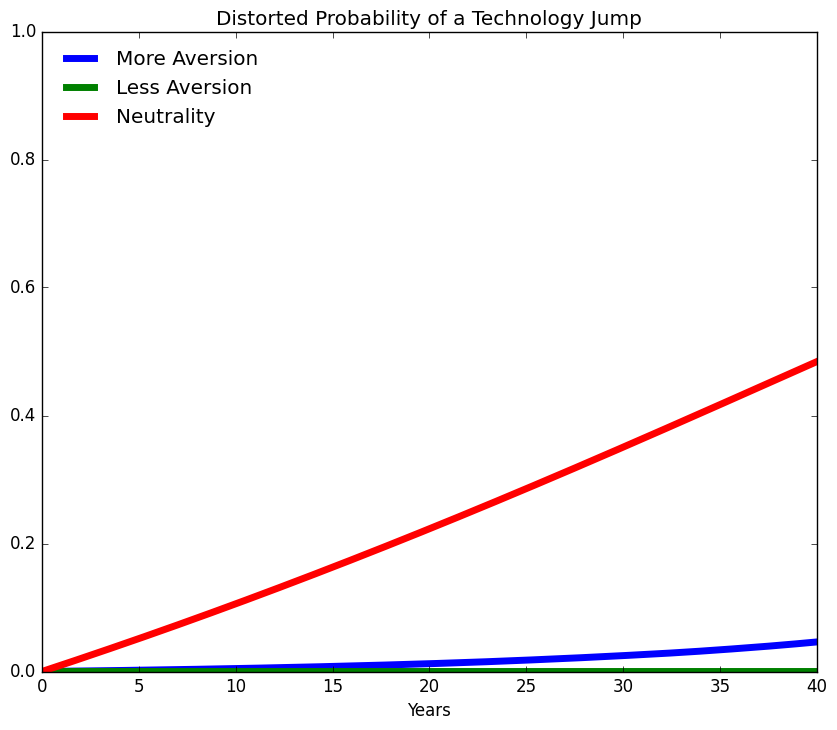 Distorted Probability of a Technology Jump
1.0
More Aversion
Less Aversion
Neutrality
0.8
0.6
0.4
0.2
0.0
0 5 10 15 20 25 30 35 40
Years